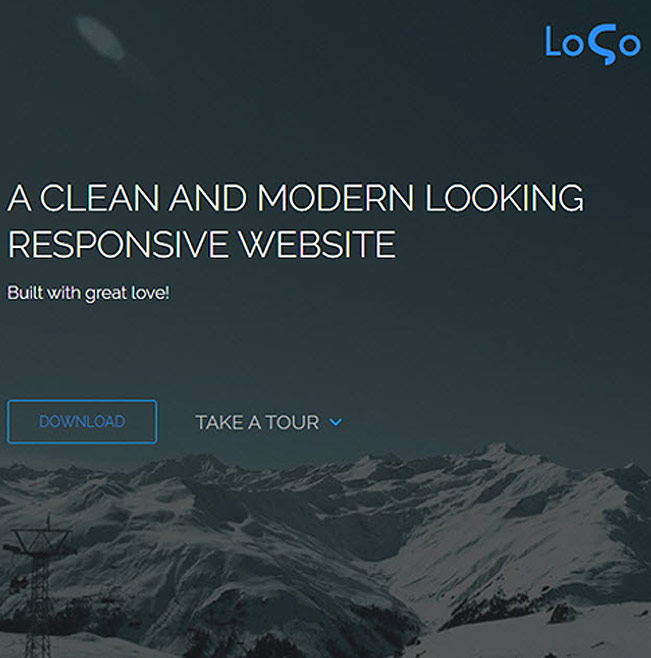 LoGo
A CLEAN AND MODERN LOOKING
RESPONSIVE WEBSITE
Built with great love!
DOWNLOAD
TAKE A TOUR